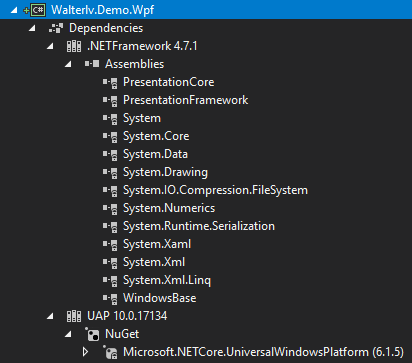 C# Walterlv.Demo.Wpf
Dependencies
.NETFramework 4.7.1
Assemblies
PresentationCore
PresentationFramework
System
System.Core
System.Data
System.Drawing
System.IO.Compression.FileSystem
System.Numerics
System.Runtime.Serialization
System.Xaml
System.Xml
System.Xml.Linq
WindowsBase
UAP 10.0.17134
NuGet
Microsoft.NETCore.UniversalWindowsPlatform (6.1.5)